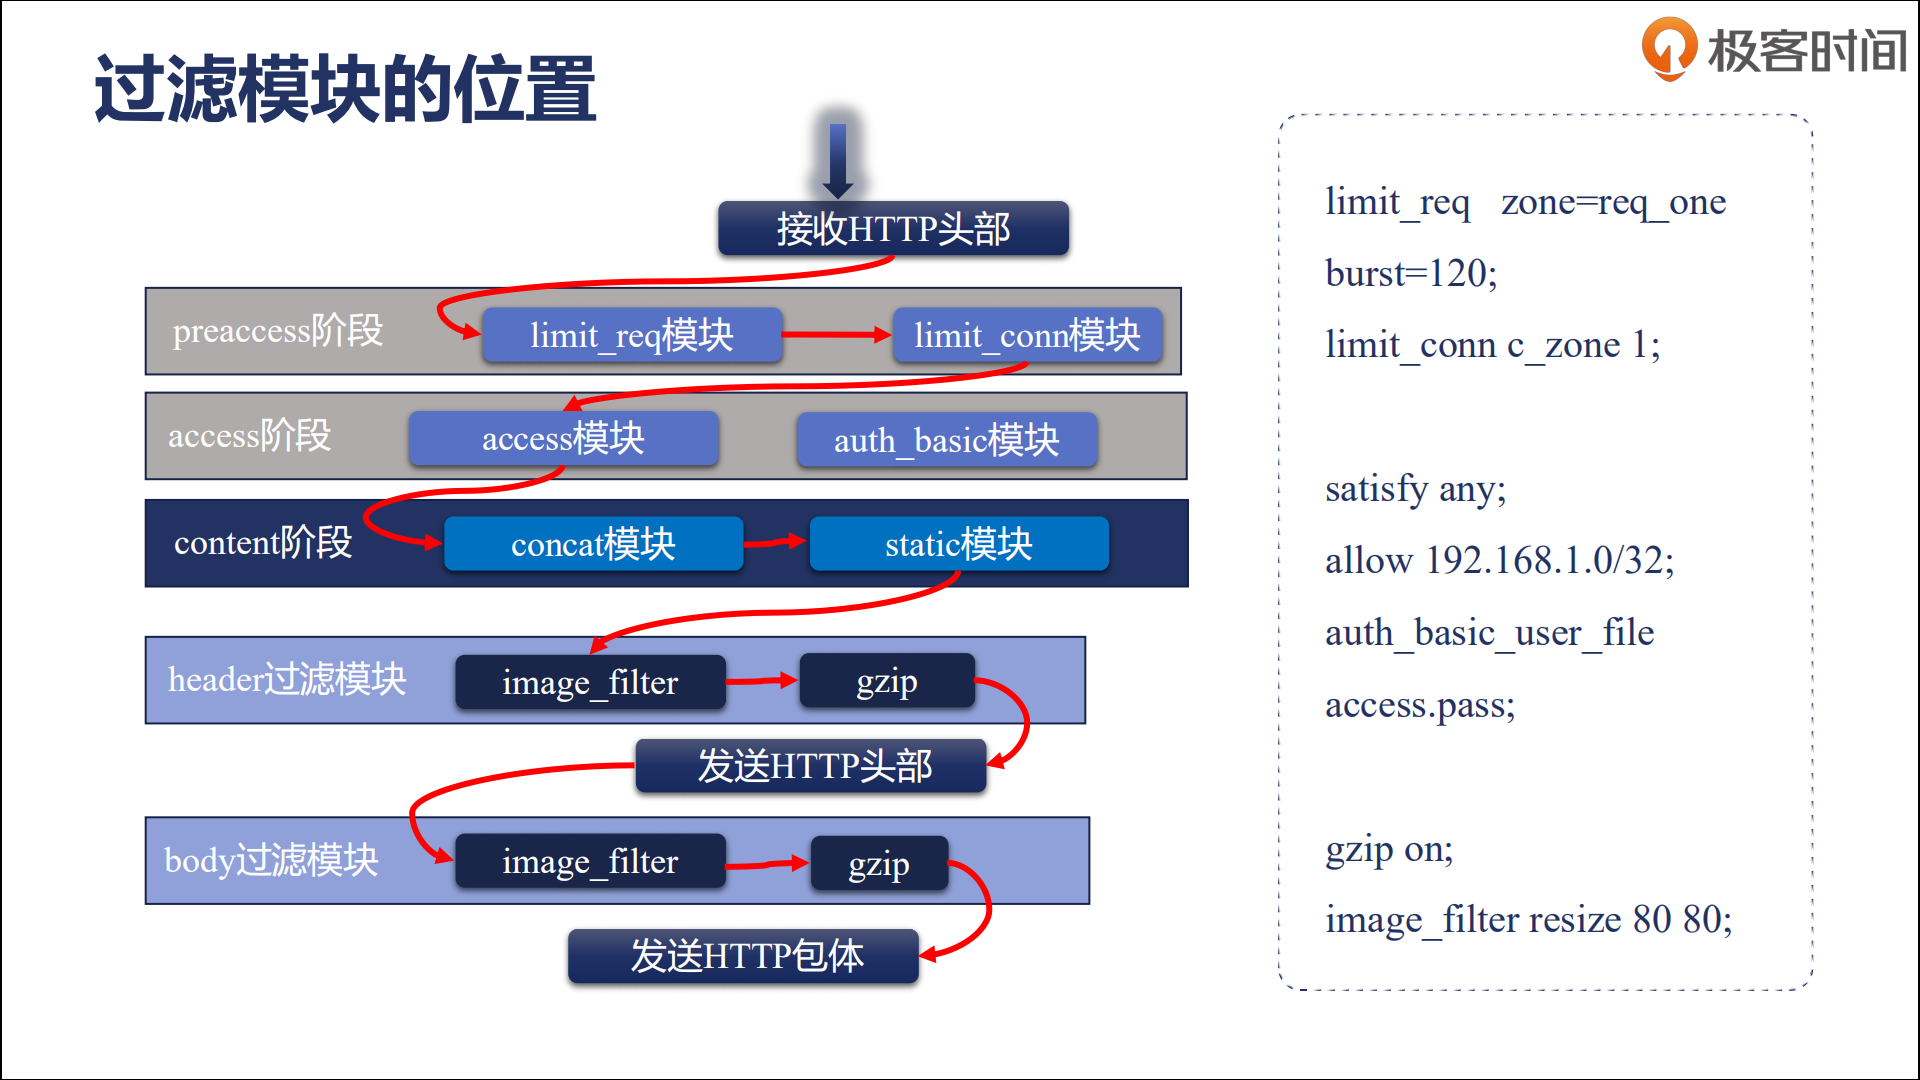 过滤模块的位置
极客时间
接收HTTP头部
preaccess阶段
limit_req模块
limit_conn模块
access阶段
access模块
auth_basic模块
content阶段
concat模块
static模块
header过滤模块
image_filter
gzip
发送HTTP头部
body过滤模块
image_filter
gzip
发送HTTP包体
limit_req zone=req_one
burst=120;
limit_conn c_zone 1;
satisfy any;
allow 192.168.1.0/32;
auth_basic_user_file
access.pass;
gzip on;
image_filter resize 80 80;